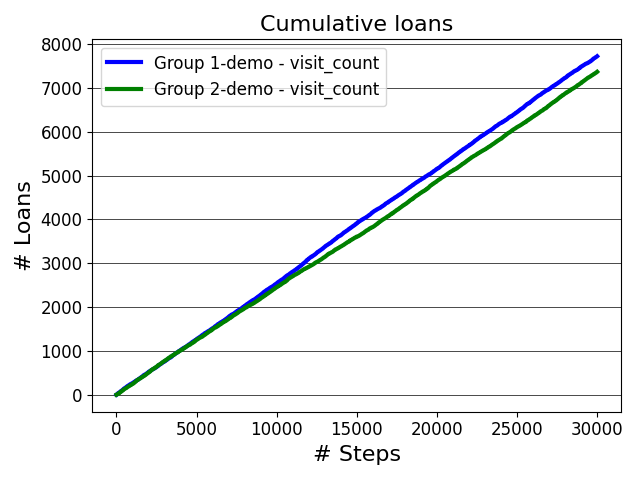 Cumulative loans
Group 1-demo - visit_count
Group 2-demo - visit_count
8000
7000
6000
5000
4000
3000
2000
1000
0
# Loans
0 5000 10000 15000 20000 25000 30000
# Steps